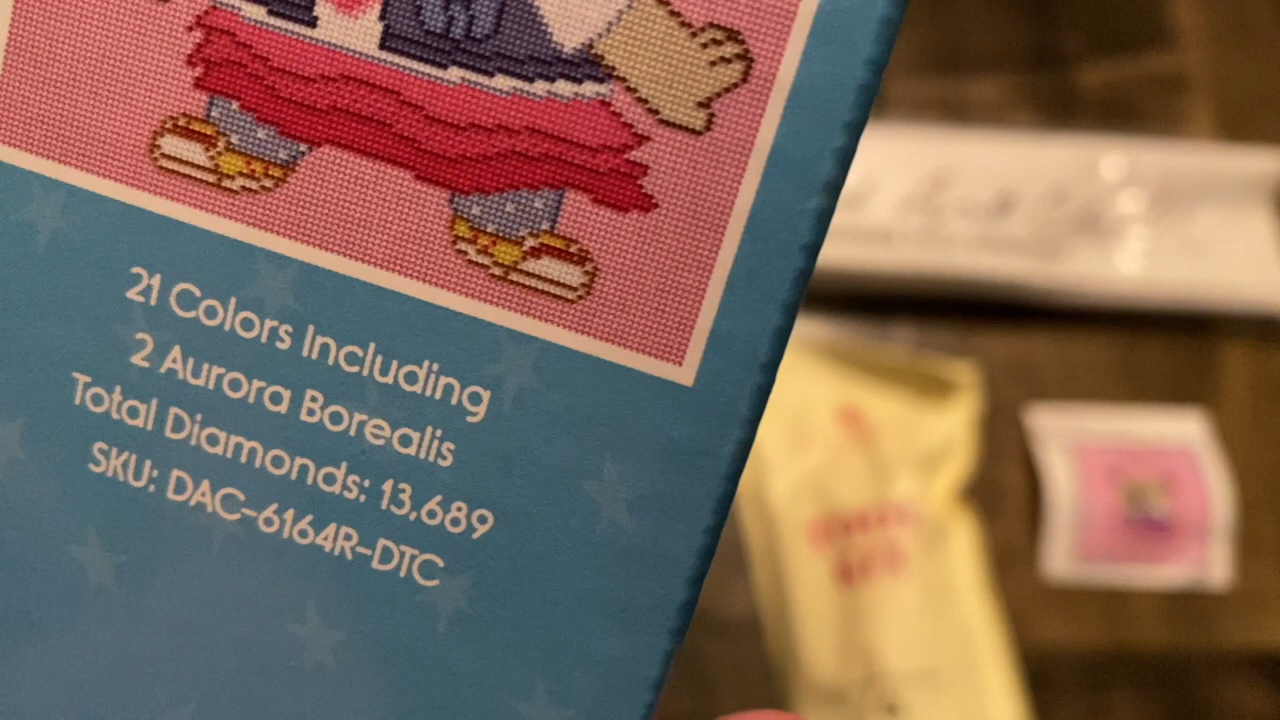 21 Colors Including
2 Aurora Borealis
Total Diamonds: 13,689
SKU: DAC-6164R-DTC